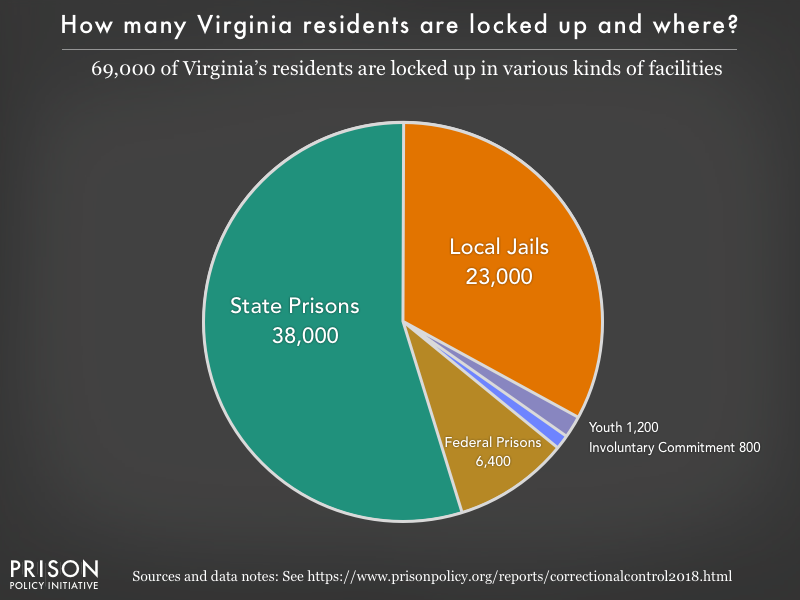 How many Virginia residents are locked up and where?
69,000 of Virginia’s residents are locked up in various kinds of facilities
Local Jails
23,000
State Prisons
38,000
Youth 1,200
Involuntary Commitment 800
Federal Prisons
6,400
PRISON
POLICY INITIATIVE
Sources and data notes: See https://www.prisonpolicy.org/reports/correctionalcontrol2018.html